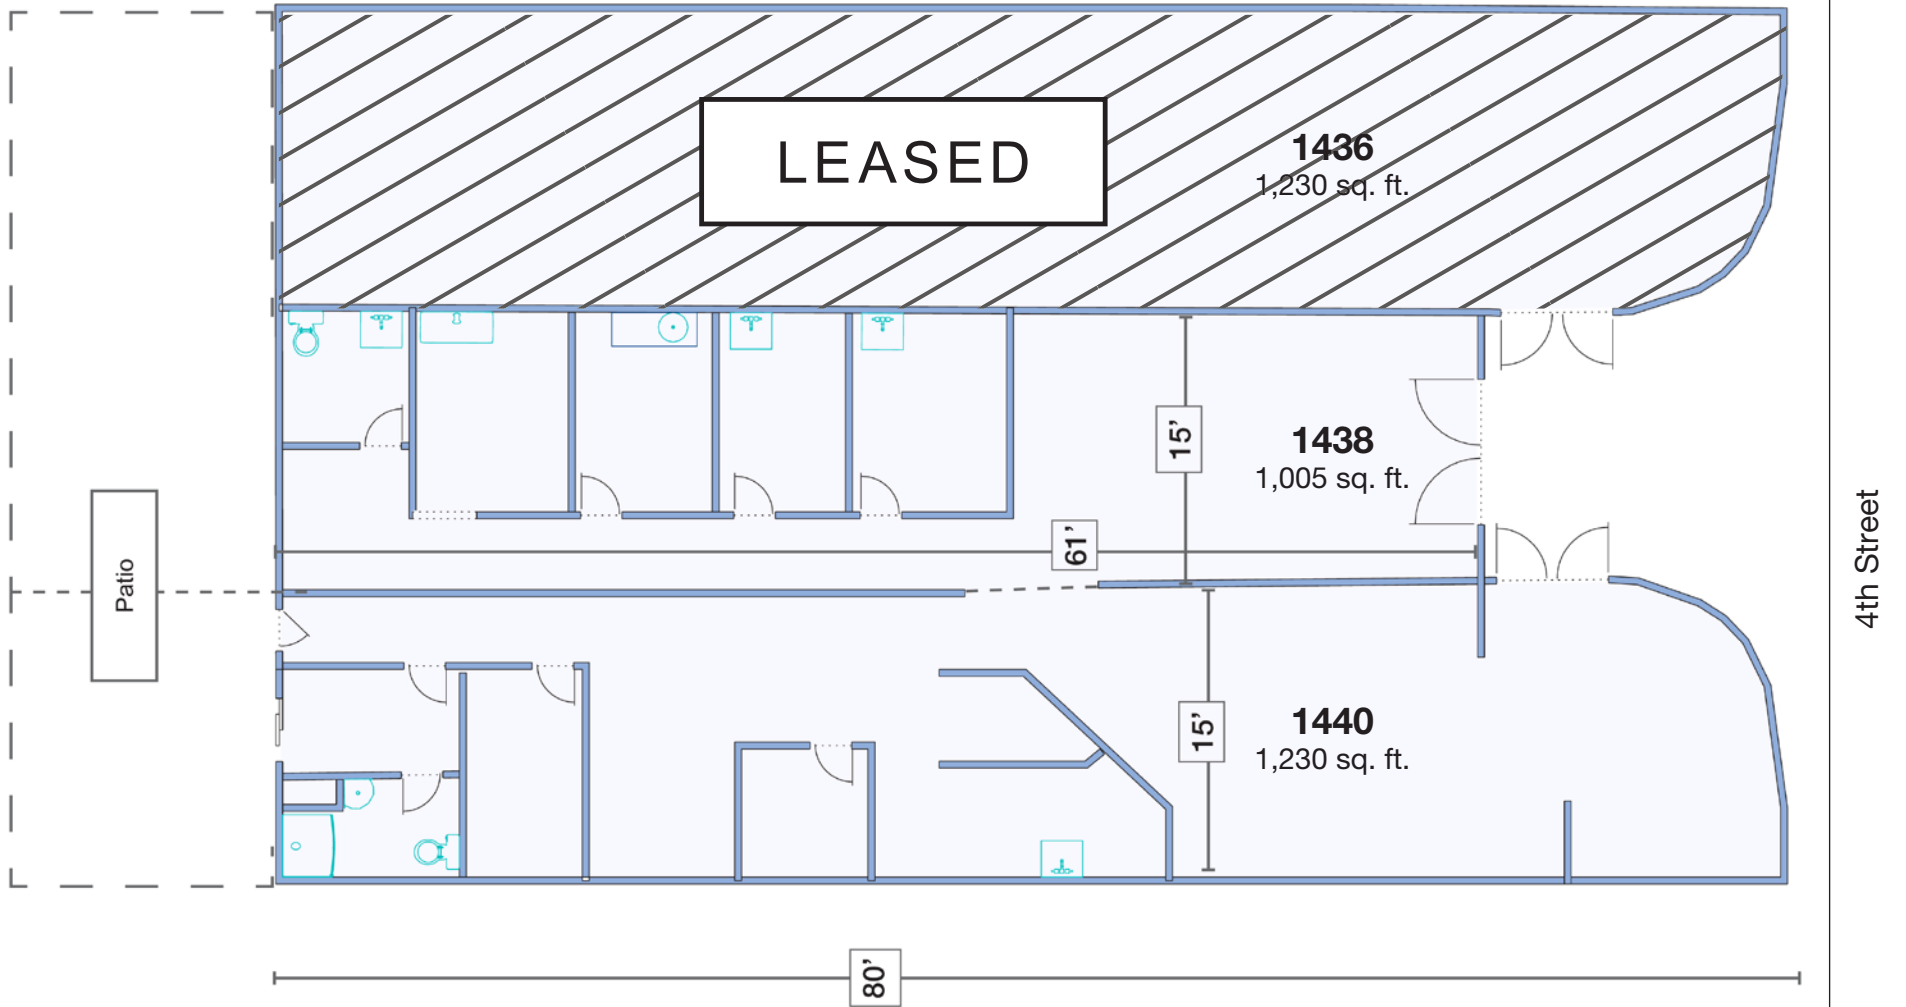 LEASED
1436
1,230 sq. ft.
15’
1438
1,005 sq. ft.
61’
Patio
4th Street
15’
1440
1,230 sq. ft.
80’